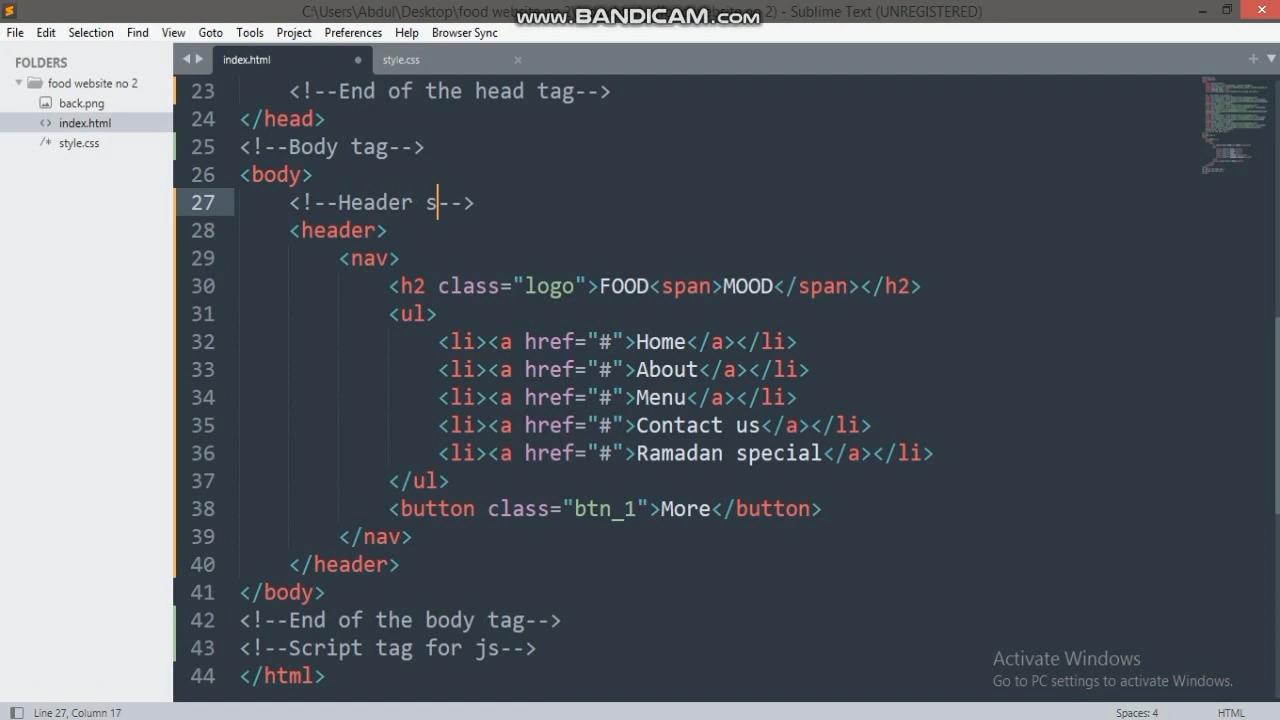 C:\Users\Abdul\Desktop\food website no 2\ no 2) - Sublime Text (UNREGISTERED)
www.BANDICAM.com
File Edit Selection Find View Goto Tools Project Preferences Help Browser Sync
FOLDERS
food website no 2
back.png
index.html
style.css
index.html style.css
23 <!--End of the head tag-->
24 </head>
25 <!--Body tag-->
26 <body>
27 <!--Header s-->
28 <header>
29 <nav>
30 <h2 class="logo">FOOD<span>MOOD</span></h2>
31 <ul>
32 <li><a href="#">Home</a></li>
33 <li><a href="#">About</a></li>
34 <li><a href="#">Menu</a></li>
35 <li><a href="#">Contact us</a></li>
36 <li><a href="#">Ramadan special</a></li>
37 </ul>
38 <button class="btn_1">More</button>
39 </nav>
40 </header>
41 </body>
42 <!--End of the body tag-->
43 <!--Script tag for js-->
44 </html>
Activate Windows
Go to PC settings to activate Windows.
Line 27, Column 17 Spaces: 4 HTML